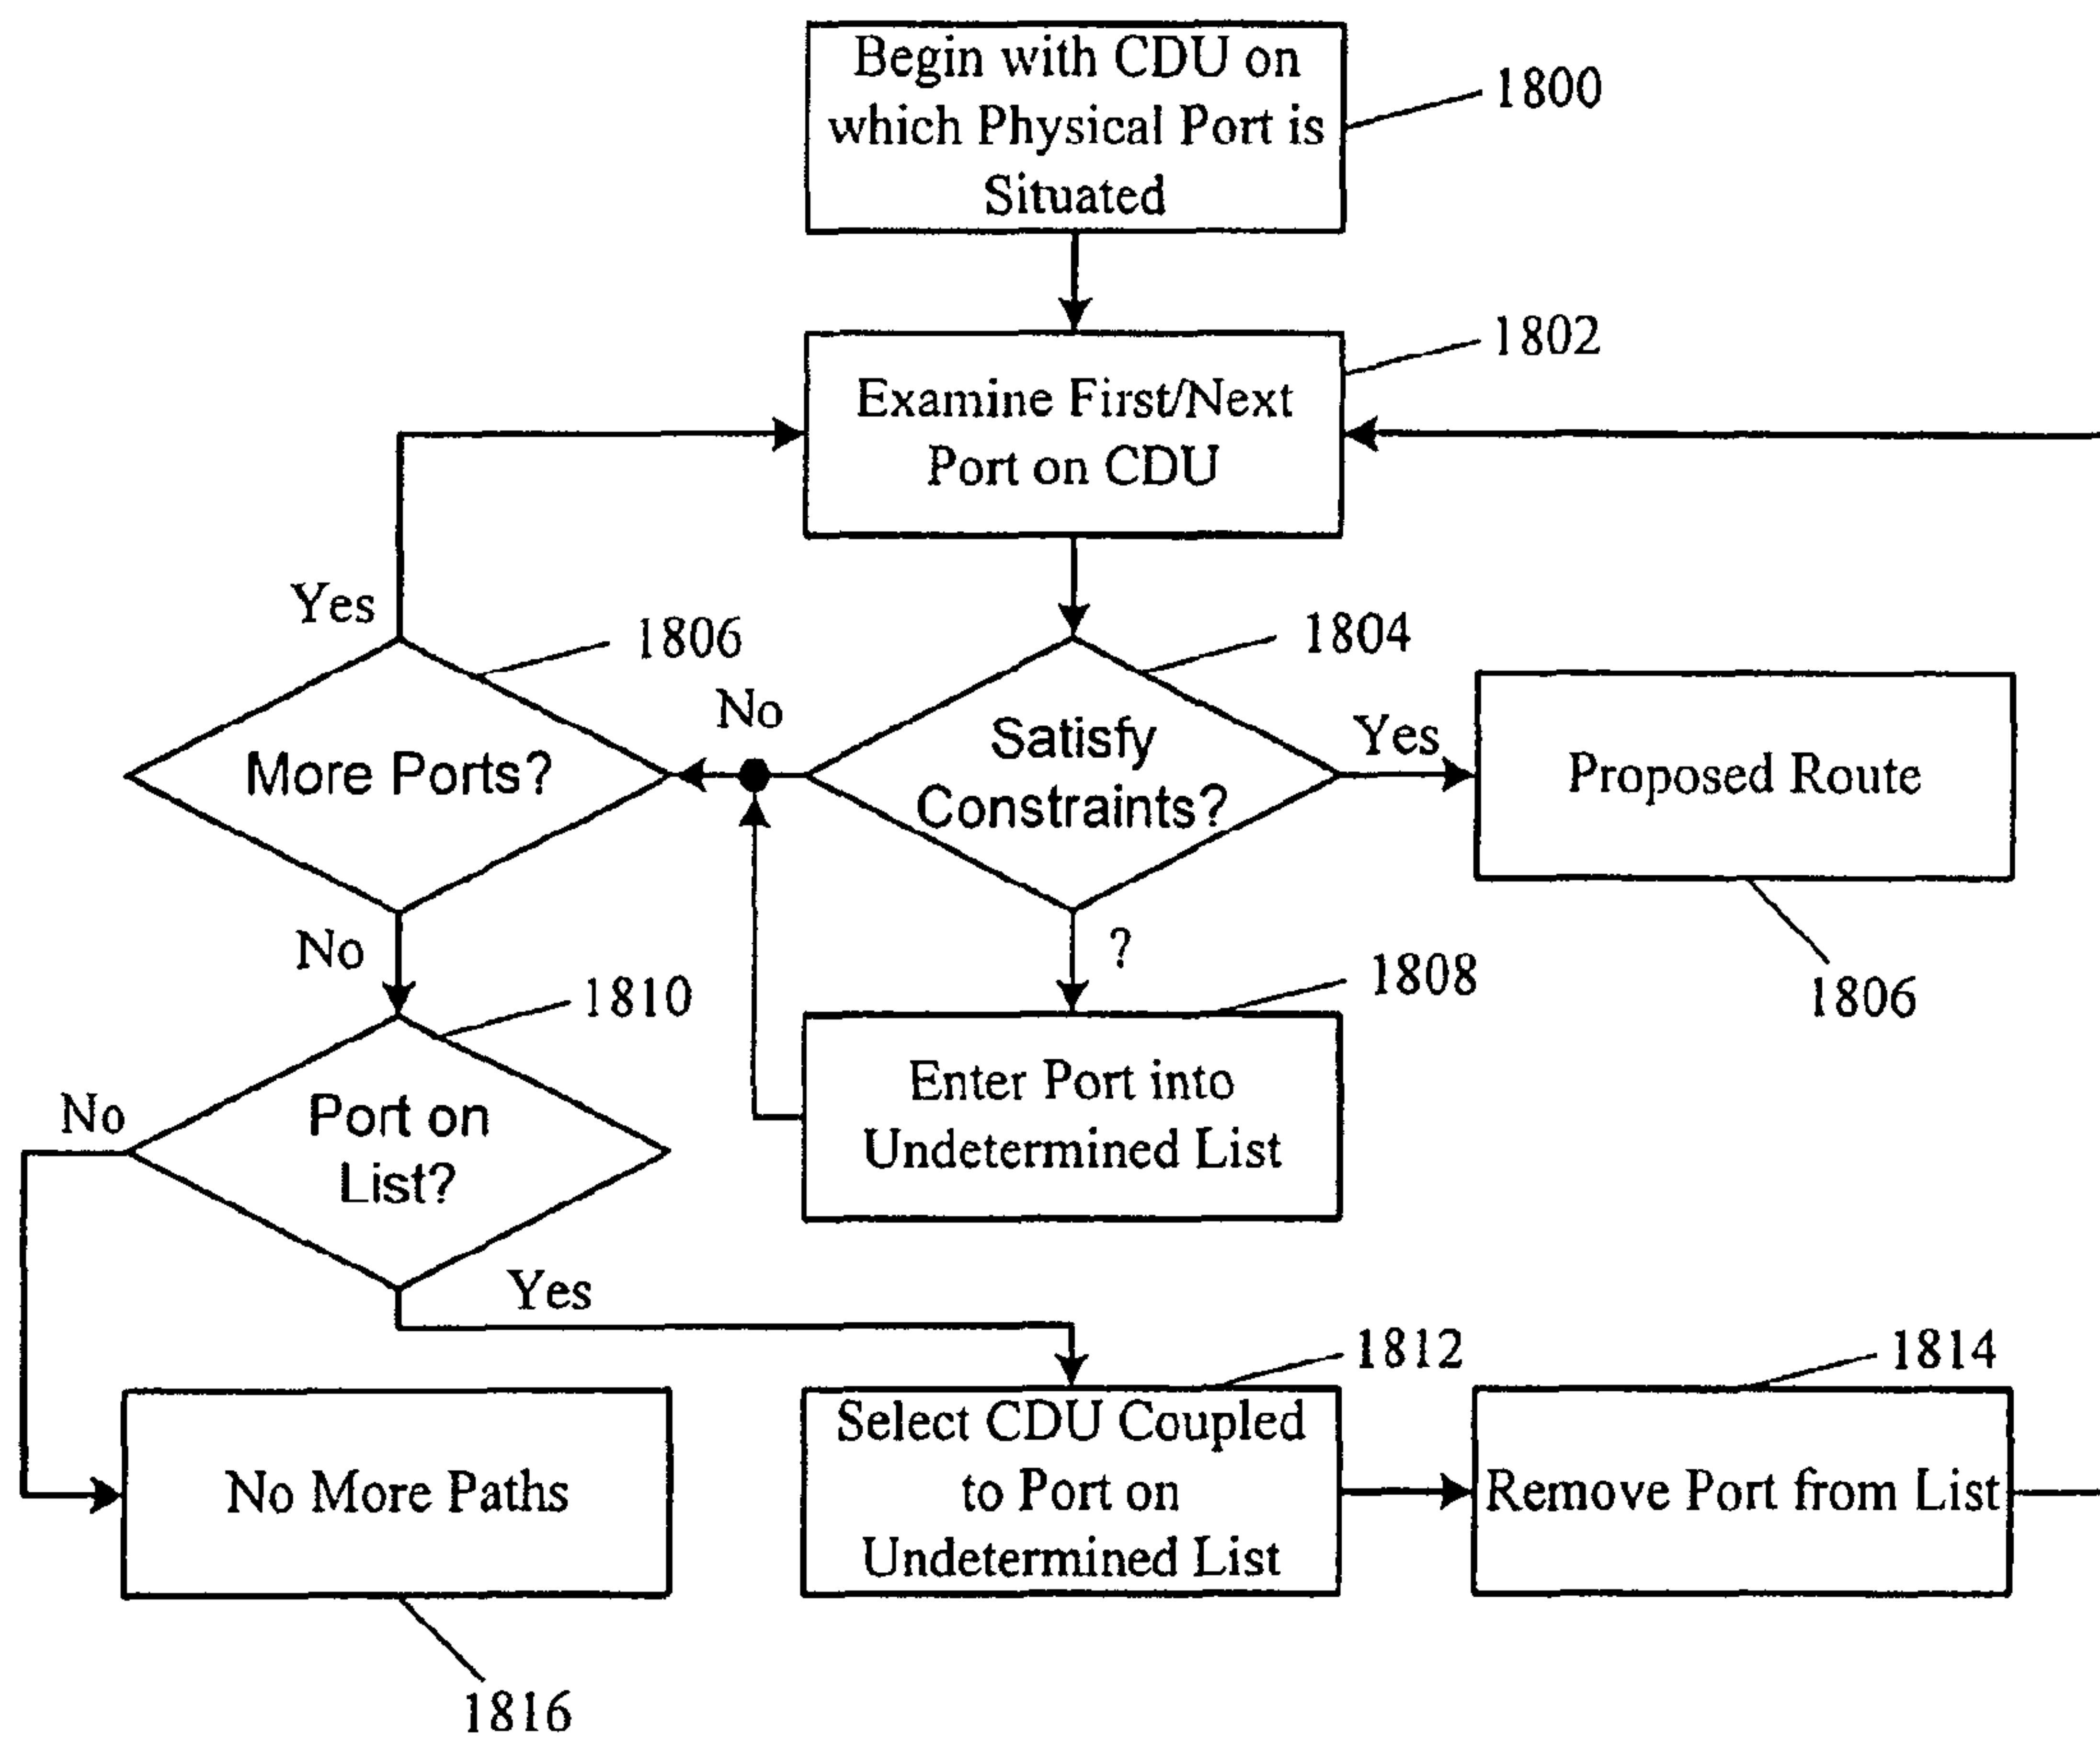 Begin with CDU on
which Physical Port is
Situated
1800
1802
Examine First/Next
Port on CDU
Yes
1806
1804
No
More Ports?
Satisfy
Constraints?
Yes
Proposed Route
No
?
1808
1806
1810
Enter Port into
Undetermined List
No
Port on
List?
Yes
1812
1814
No More Paths
Select CDU Coupled
to Port on
Undetermined List
Remove Port from List
1816